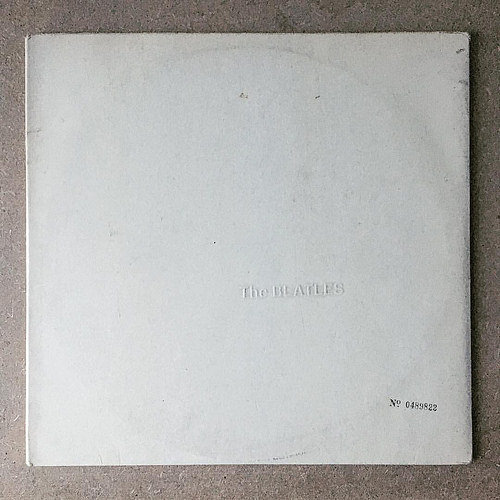 The BEATLES
Nº 0489822